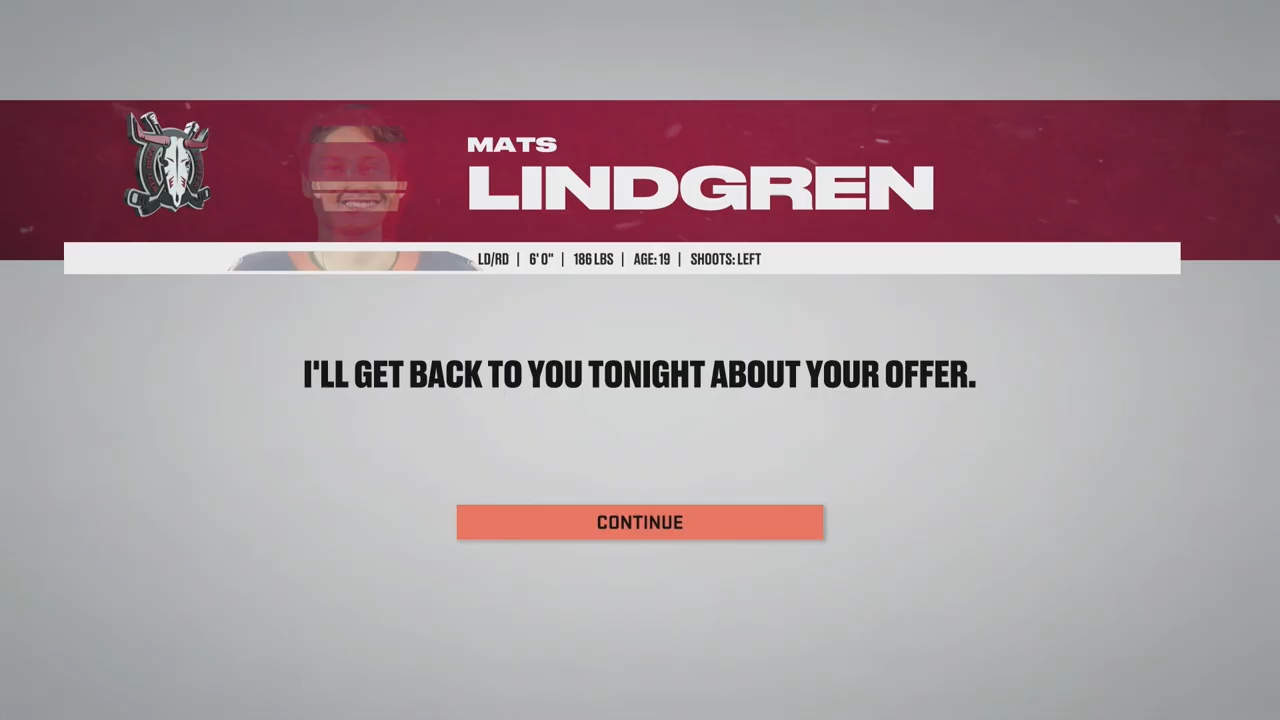 MATS
LINDGREN
LD/RD | 6' 0" | 186 LBS | AGE: 19 | SHOOTS: LEFT
I'LL GET BACK TO YOU TONIGHT ABOUT YOUR OFFER.
CONTINUE